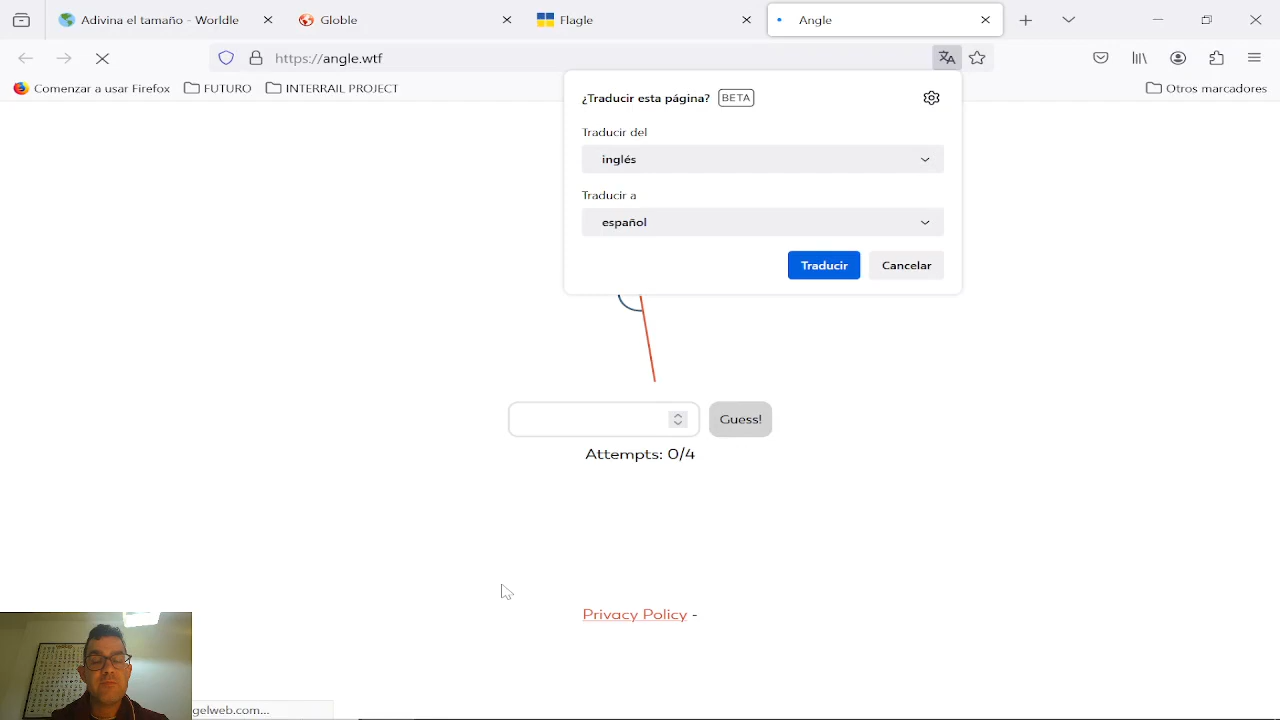 Adivina el tamaño - Worldle
Globle
Flagle
Angle
https://angle.wtf
Comenzar a usar Firefox
FUTURO
INTERRAIL PROJECT
Otros marcadores
¿Traducir esta página? BETA
Traducir del
inglés
Traducir a
español
Traducir
Cancelar
Guess!
Attempts: 0/4
Privacy Policy -
gelweb.com...